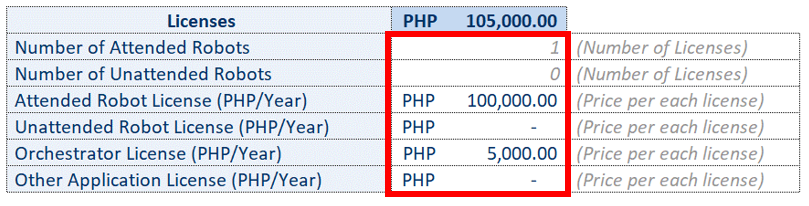 Licenses PHP 105,000.00
Number of Attended Robots 1 (Number of Licenses)
Number of Unattended Robots 0 (Number of Licenses)
Attended Robot License (PHP/Year) PHP 100,000.00 (Price per each license)
Unattended Robot License (PHP/Year) PHP - (Price per each license)
Orchestrator License (PHP/Year) PHP 5,000.00 (Price per each license)
Other Application License (PHP/Year) PHP - (Price per each license)